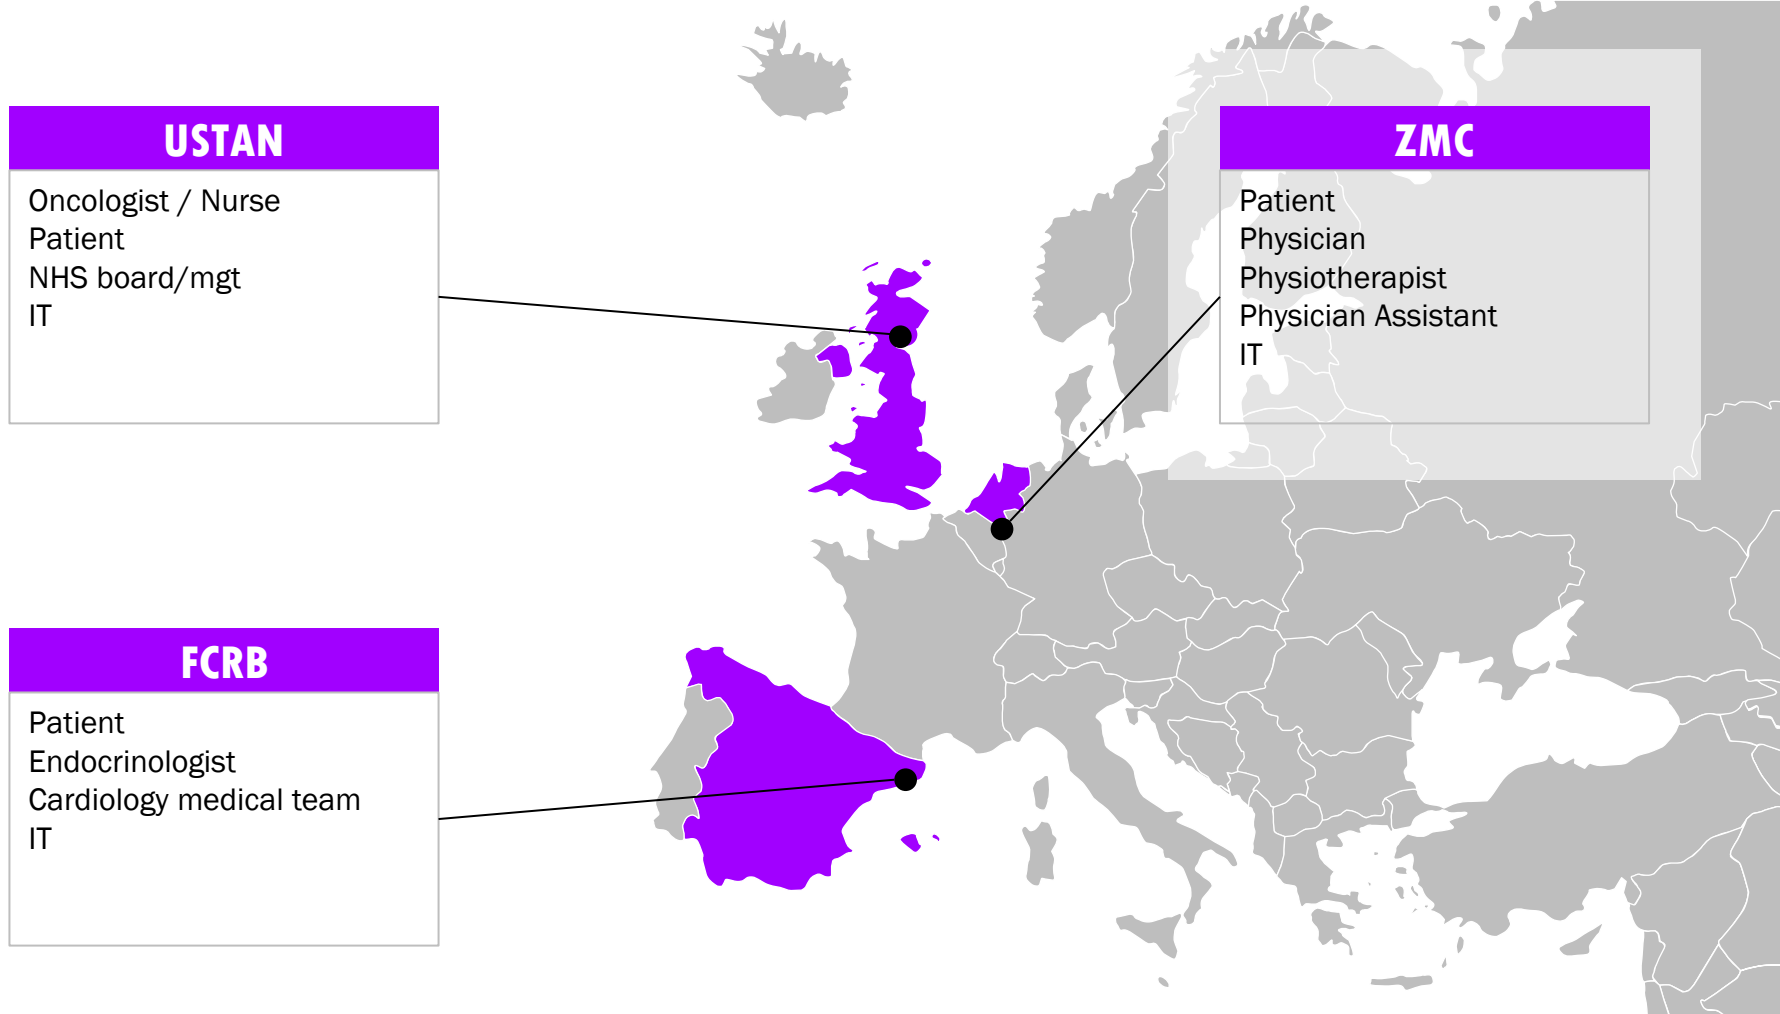 USTAN
Oncologist / Nurse
Patient
NHS board/mgt
IT
ZMC
Patient
Physician
Physiotherapist
Physician Assistant
IT
FCRB
Patient
Endocrinologist
Cardiology medical team
IT